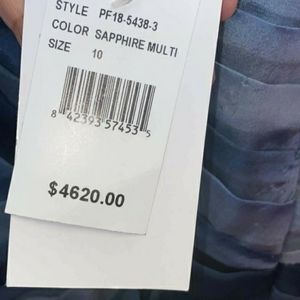 STYLE PF18-5438-3
COLOR SAPPHIRE MULTI
SIZE 10
8 42393 57453 5
$4620.00